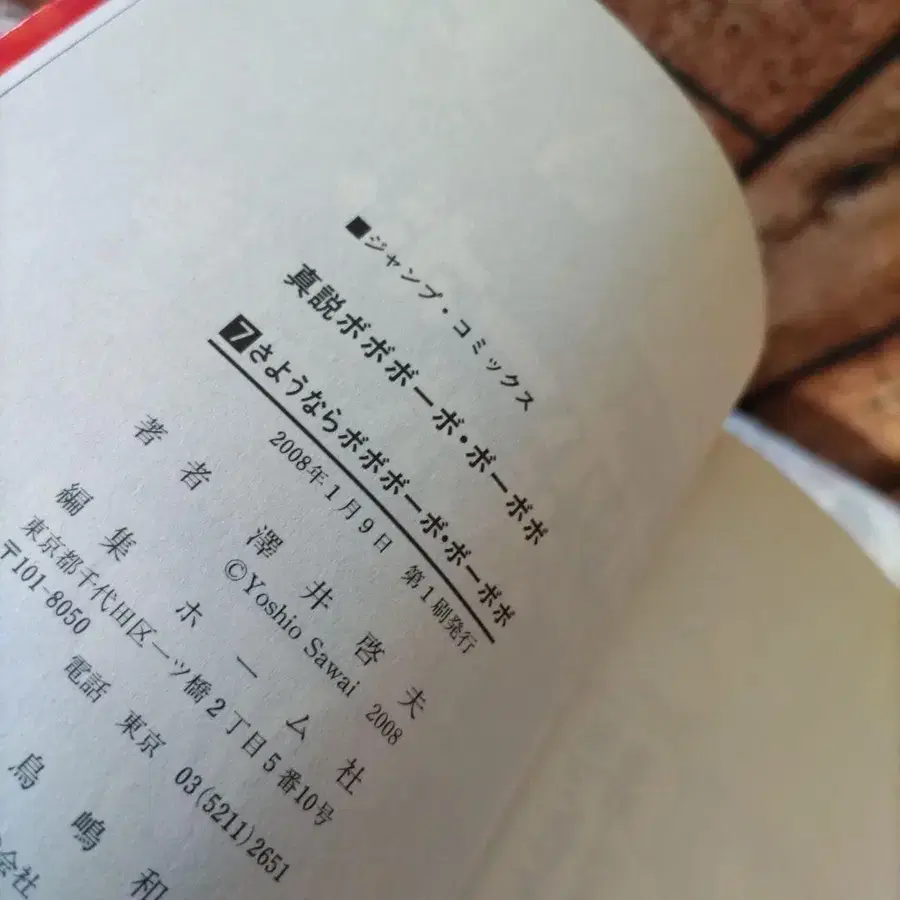 ■ジャンプ・コミックス
真説ボボボーボ・ボーボボ
7さようならボボボーボ・ボーボボ
2008年1月9日 第1刷発行
著者 澤井啓夫
©Yoshio Sawai 2008
編集 ホーム社
東京都千代田区一ツ橋2丁目5番10号
〒101-8050
電話 東京 03(5211)2651
鳥嶋和
会社